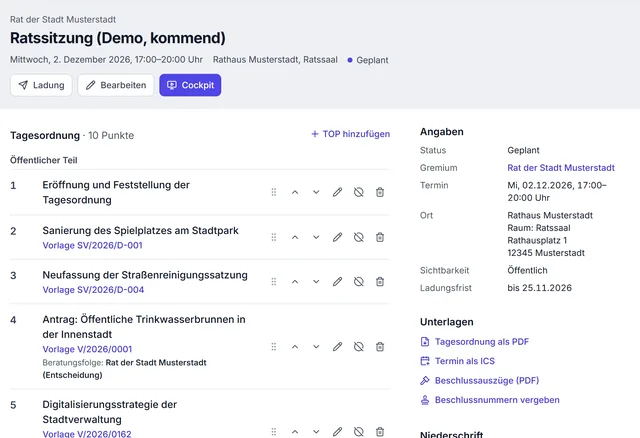 Rat der Stadt Musterstadt
Ratssitzung (Demo, kommend)
Mittwoch, 2. Dezember 2026, 17:00–20:00 Uhr Rathaus Musterstadt, Ratssaal Geplant
Ladung Bearbeiten Cockpit
Tagesordnung · 10 Punkte + TOP hinzufügen
Öffentlicher Teil
1 Eröffnung und Feststellung der
Tagesordnung
2 Sanierung des Spielplatzes am Stadtpark
Vorlage SV/2026/D-001
3 Neufassung der Straßenreinigungssatzung
Vorlage SV/2026/D-004
4 Antrag: Öffentliche Trinkwasserbrunnen in
der Innenstadt
Vorlage V/2026/0001
Beratungsfolge: Rat der Stadt Musterstadt
(Entscheidung)
5 Digitalisierungsstrategie der
Stadtverwaltung
Vorlage V/2026/0162
Angaben
Status Geplant
Gremium Rat der Stadt Musterstadt
Termin Mi, 02.12.2026, 17:00–
20:00 Uhr
Ort Rathaus Musterstadt
Raum: Ratssaal
Rathausplatz 1
12345 Musterstadt
Sichtbarkeit Öffentlich
Ladungsfrist bis 25.11.2026
Unterlagen
Tagesordnung als PDF
Termin als ICS
Beschlussauszüge (PDF)
Beschlussnummern vergeben
Niederschrift